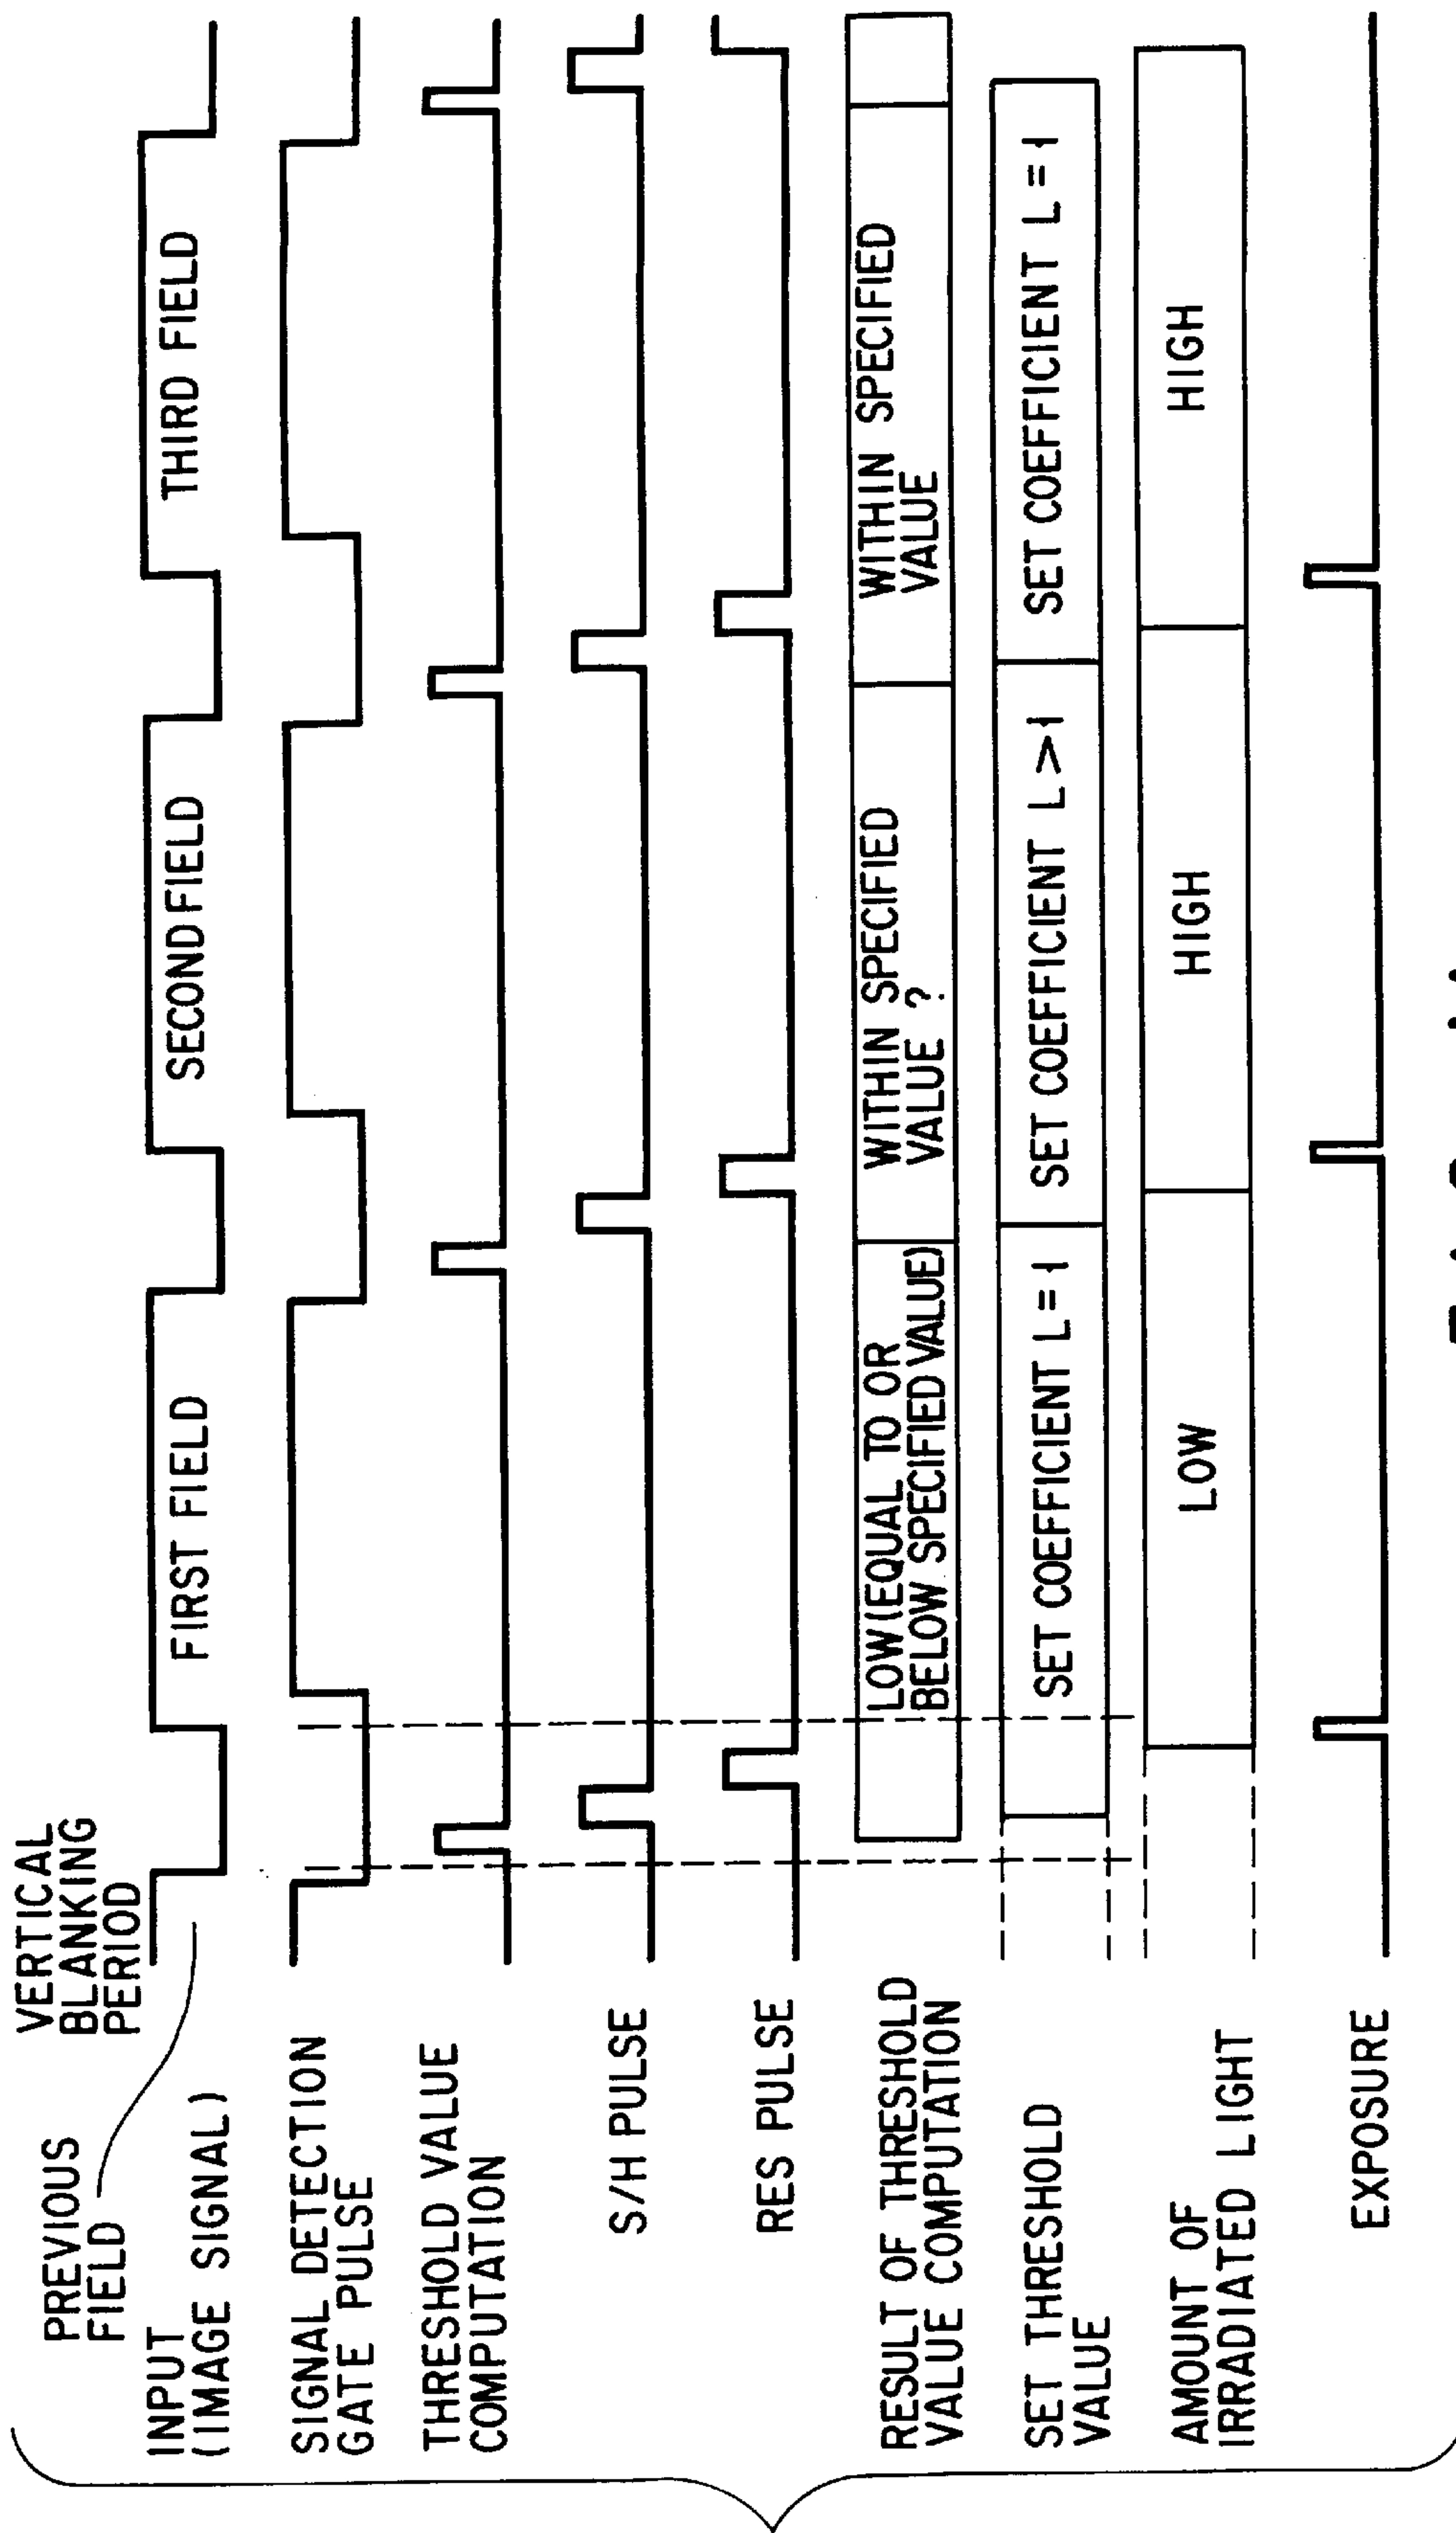 VERTICAL
BLANKING
PERIOD
PREVIOUS
FIELD
INPUT
(IMAGE SIGNAL)
FIRST FIELD
SECOND FIELD
THIRD FIELD
SIGNAL DETECTION
GATE PULSE
THRESHOLD VALUE
COMPUTATION
S/H PULSE
RES PULSE
RESULT OF THRESHOLD
VALUE COMPUTATION
LOW(EQUAL TO OR
BELOW SPECIFIED VALUE)
WITHIN SPECIFIED
VALUE ?
WITHIN SPECIFIED
VALUE
SET THRESHOLD
VALUE
SET COEFFICIENT L = 1
SET COEFFICIENT L > 1
SET COEFFICIENT L = 1
AMOUNT OF
IRRADIATED LIGHT
LOW
HIGH
HIGH
EXPOSURE